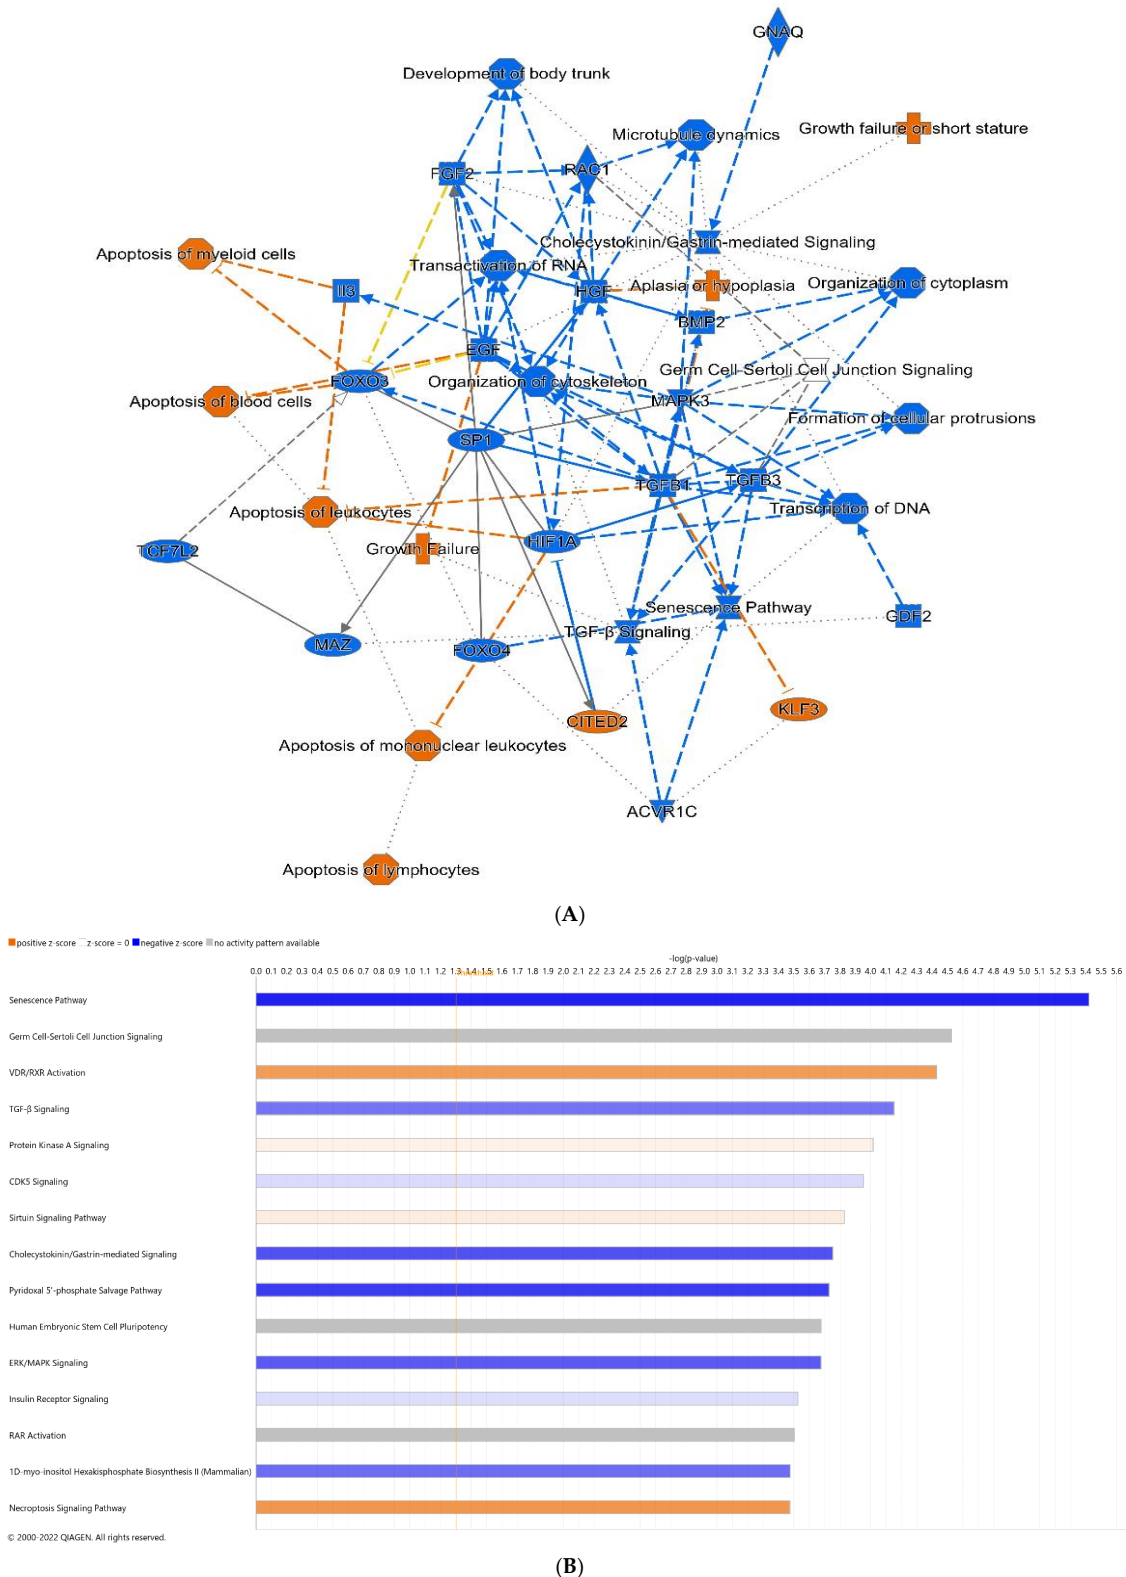 GNAQ
Development of body trunk
Microtubule dynamics
Growth failure or short stature
FGF2
RAC1
Cholecystokinin/Gastrin-mediated Signaling
Apoptosis of myeloid cells
Transactivation of RNA
Il3
HGF
Aplasia or hypoplasia
Organization of cytoplasm
BMP2
EGF
Germ Cell-Sertoli Cell Junction Signaling
FOXO3
Organization of cytoskeleton
Apoptosis of blood cells
MAPK3
Formation of cellular protrusions
SP1
TGFB1
TGFB3
Apoptosis of leukocytes
Transcription of DNA
TCF7L2
Growth Failure
HIF1A
Senescence Pathway
GDF2
MAZ
FOXO4
TGF-β Signaling
CITED2
KLF3
Apoptosis of mononuclear leukocytes
ACVR1C
Apoptosis of lymphocytes
(A)
positive z-score z-score = 0 negative z-score no activity pattern available
-log(p-value)
0.0 0.1 0.2 0.3 0.4 0.5 0.6 0.7 0.8 0.9 1.0 1.1 1.2 1.3 1.4 1.5 1.6 1.7 1.8 1.9 2.0 2.1 2.2 2.3 2.4 2.5 2.6 2.7 2.8 2.9 3.0 3.1 3.2 3.3 3.4 3.5 3.6 3.7 3.8 3.9 4.0 4.1 4.2 4.3 4.4 4.5 4.6 4.7 4.8 4.9 5.0 5.1 5.2 5.3 5.4 5.5 5.6
Senescence Pathway
Germ Cell-Sertoli Cell Junction Signaling
VDR/RXR Activation
TGF-β Signaling
Protein Kinase A Signaling
CDK5 Signaling
Sirtuin Signaling Pathway
Cholecystokinin/Gastrin-mediated Signaling
Pyridoxal 5'-phosphate Salvage Pathway
Human Embryonic Stem Cell Pluripotency
ERK/MAPK Signaling
Insulin Receptor Signaling
RAR Activation
1D-myo-inositol Hexakisphosphate Biosynthesis II (Mammalian)
Necroptosis Signaling Pathway
© 2000-2022 QIAGEN. All rights reserved.
(B)